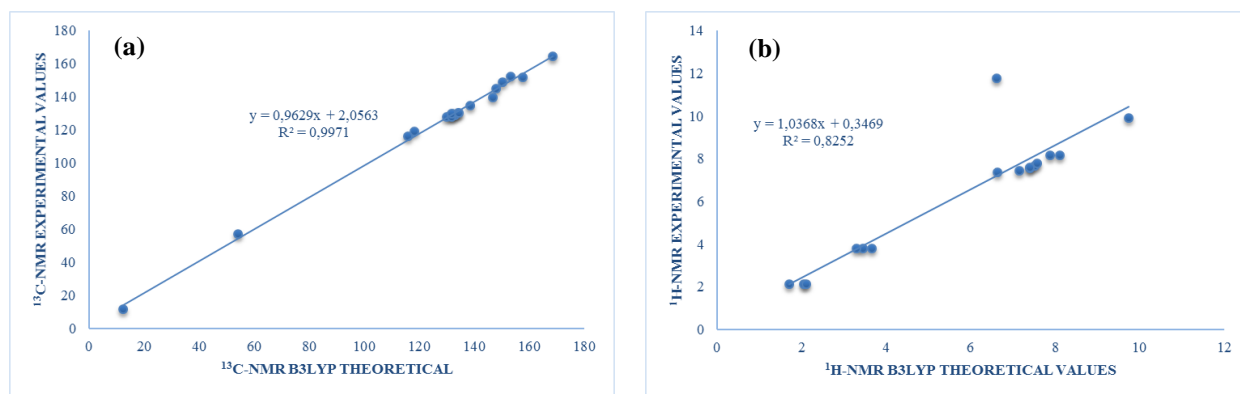 (a)
¹³C-NMR EXPERIMENTAL VALUES
180
160
140
120
100
80
60
40
20
0
y = 0,9629x + 2,0563
R² = 0,9971
0 20 40 60 80 100 120 140 160 180
¹³C-NMR B3LYP THEORETICAL
(b)
¹H-NMR EXPERIMENTAL VALUES
14
12
10
8
6
4
2
0
y = 1,0368x + 0,3469
R² = 0,8252
0 2 4 6 8 10 12
¹H-NMR B3LYP THEORETICAL VALUES